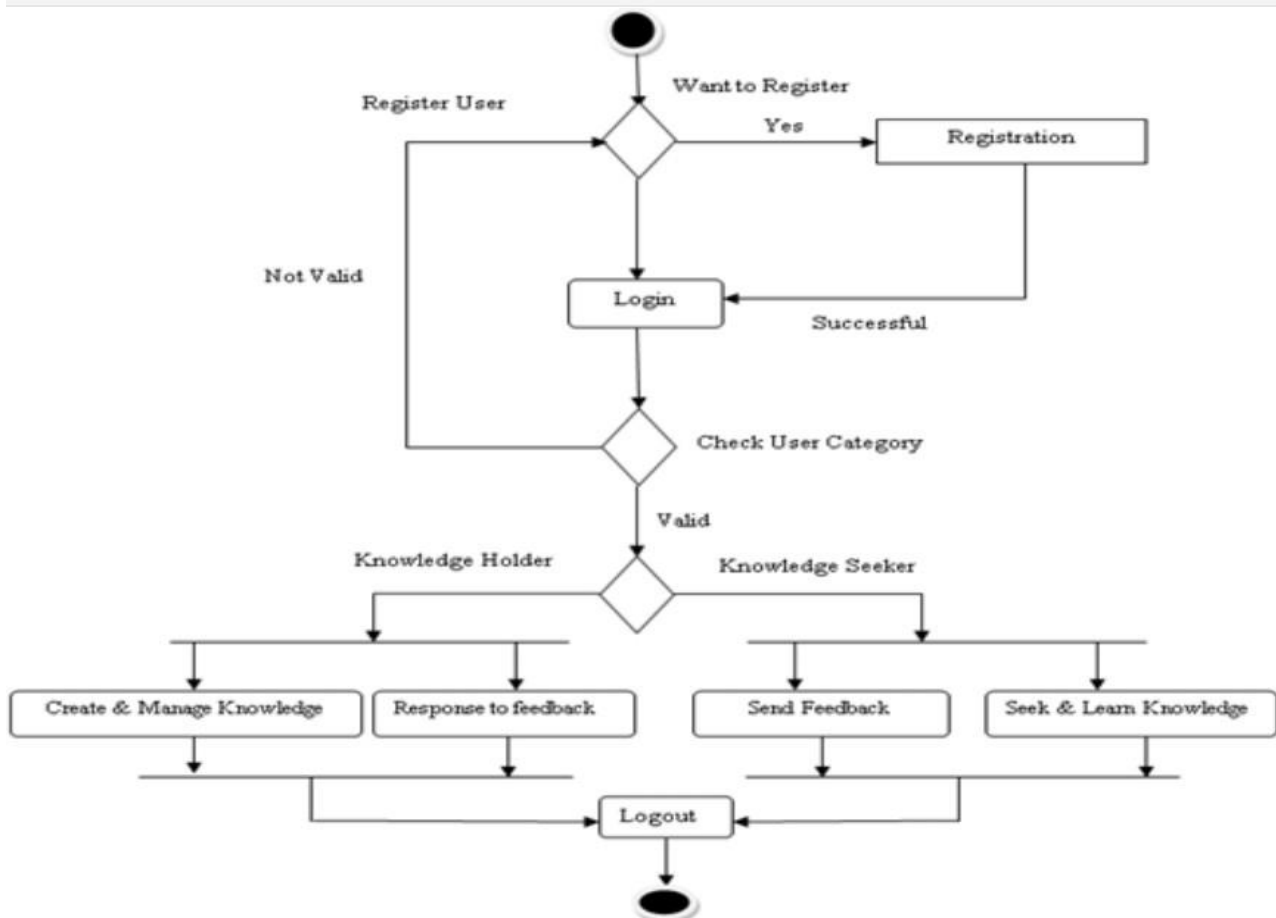 Want to Register
Register User
Yes
Registration
Not Valid
Login
Successful
Check User Category
Valid
Knowledge Holder
Knowledge Seeker
Create & Manage Knowledge
Response to feedback
Send Feedback
Seek & Learn Knowledge
Logout